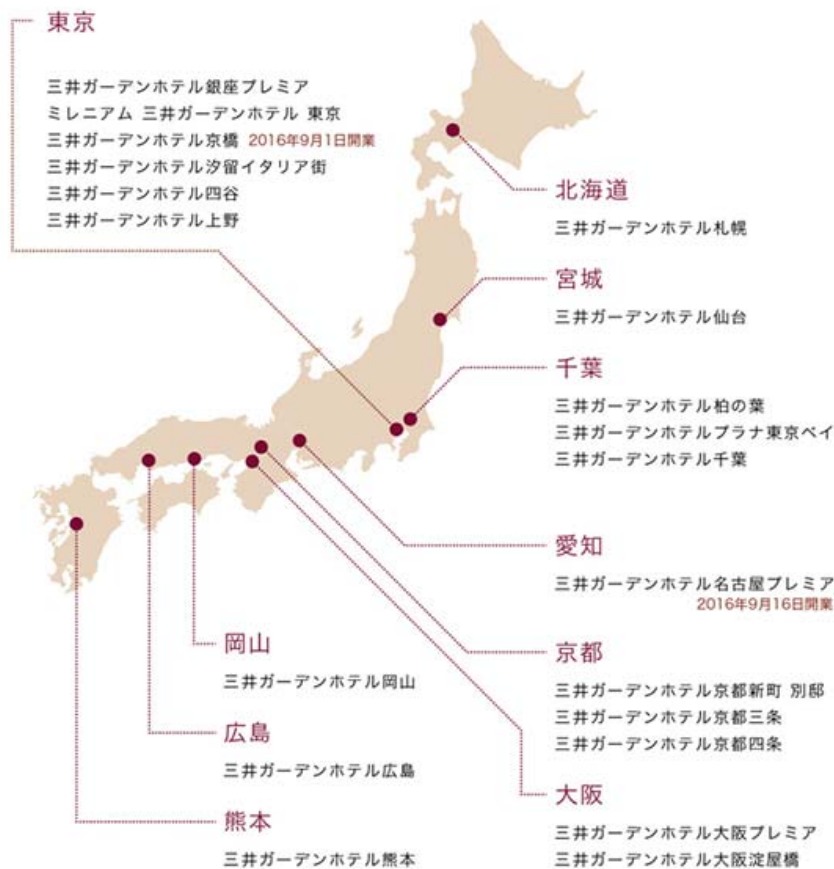 東京
三井ガーデンホテル銀座プレミア
ミレニアム 三井ガーデンホテル 東京
三井ガーデンホテル京橋 2016年9月1日開業
三井ガーデンホテル汐留イタリア街
三井ガーデンホテル四谷
三井ガーデンホテル上野
北海道
三井ガーデンホテル札幌
宮城
三井ガーデンホテル仙台
千葉
三井ガーデンホテル柏の葉
三井ガーデンホテルプラナ東京ベイ
三井ガーデンホテル千葉
愛知
三井ガーデンホテル名古屋プレミア
2016年9月16日開業
京都
三井ガーデンホテル京都新町 別邸
三井ガーデンホテル京都三条
三井ガーデンホテル京都四条
大阪
三井ガーデンホテル大阪プレミア
三井ガーデンホテル大阪淀屋橋
岡山
三井ガーデンホテル岡山
広島
三井ガーデンホテル広島
熊本
三井ガーデンホテル熊本